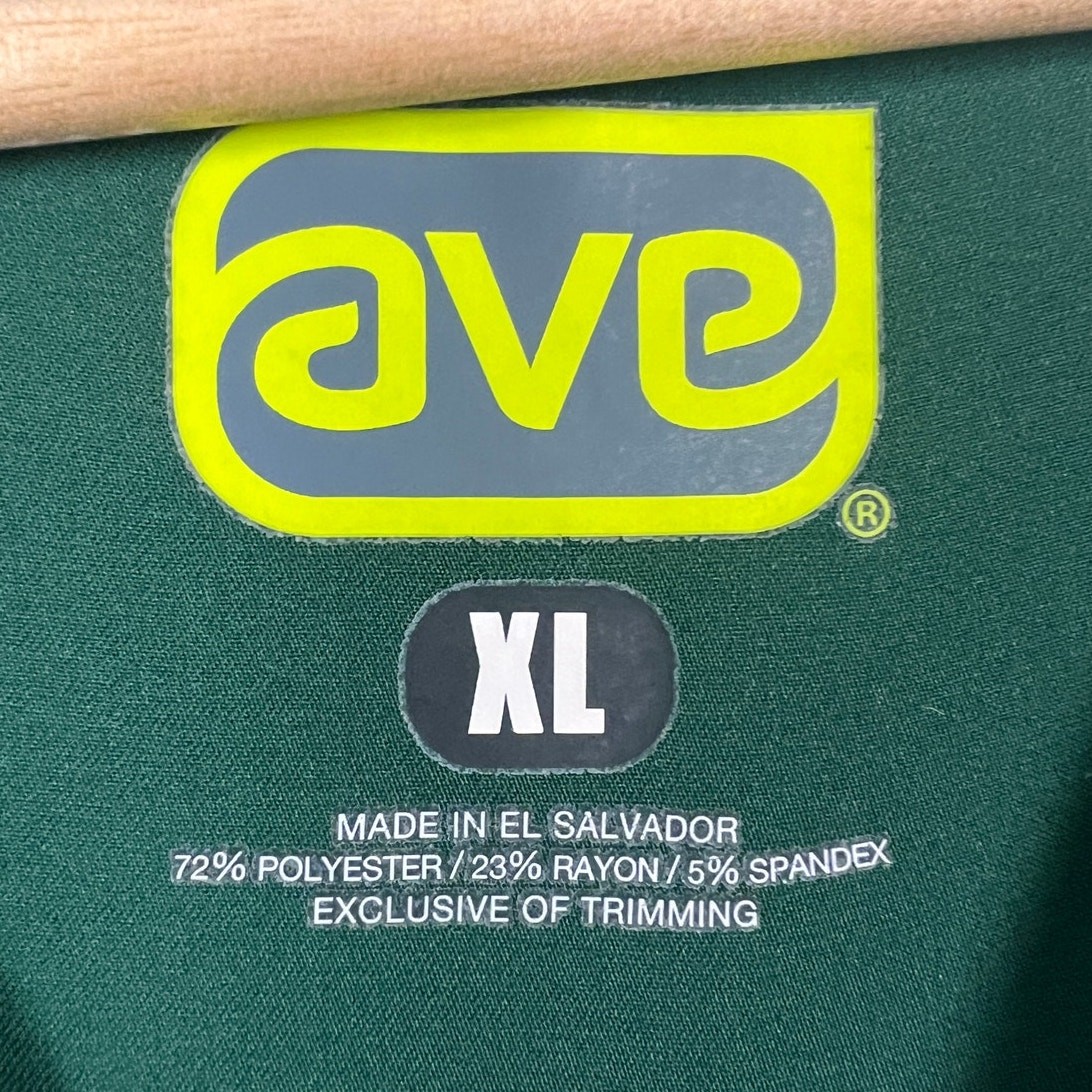 ave
®
XL
MADE IN EL SALVADOR
72% POLYESTER / 23% RAYON / 5% SPANDEX
EXCLUSIVE OF TRIMMING